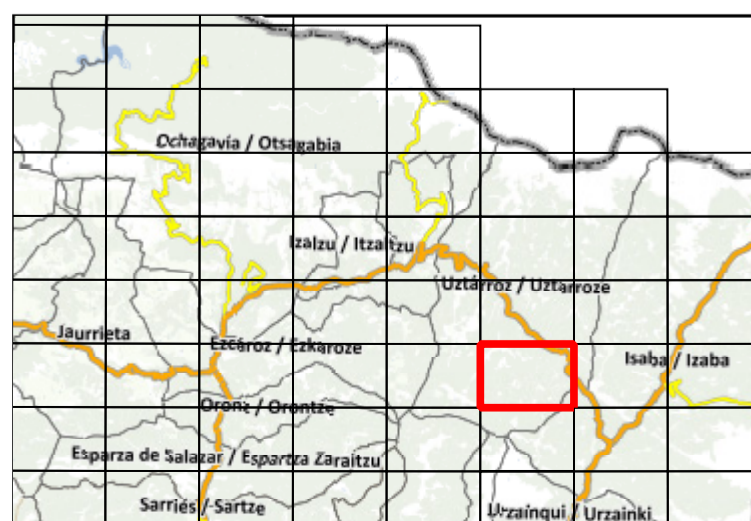 Ochagavía / Otsagabia
Izalzu / Itzaltzu
Uztárroz / Uztarroze
Jaurrieta
Ezcároz / Ezkaroze
Isaba / Izaba
Oronz / Orontze
Esparza de Salazar / Espartza Zaraitzu
Sarriés / Sartze
Urzainqui / Urzainki